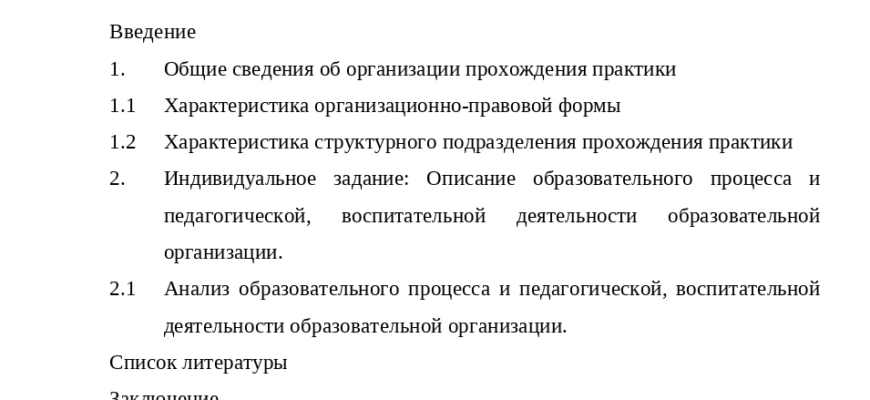 Введение
1. Общие сведения об организации прохождения практики
1.1 Характеристика организационно-правовой формы
1.2 Характеристика структурного подразделения прохождения практики
2. Индивидуальное задание: Описание образовательного процесса и
педагогической, воспитательной деятельности образовательной
организации.
2.1 Анализ образовательного процесса и педагогической, воспитательной
деятельности образовательной организации.
Список литературы
Заключение